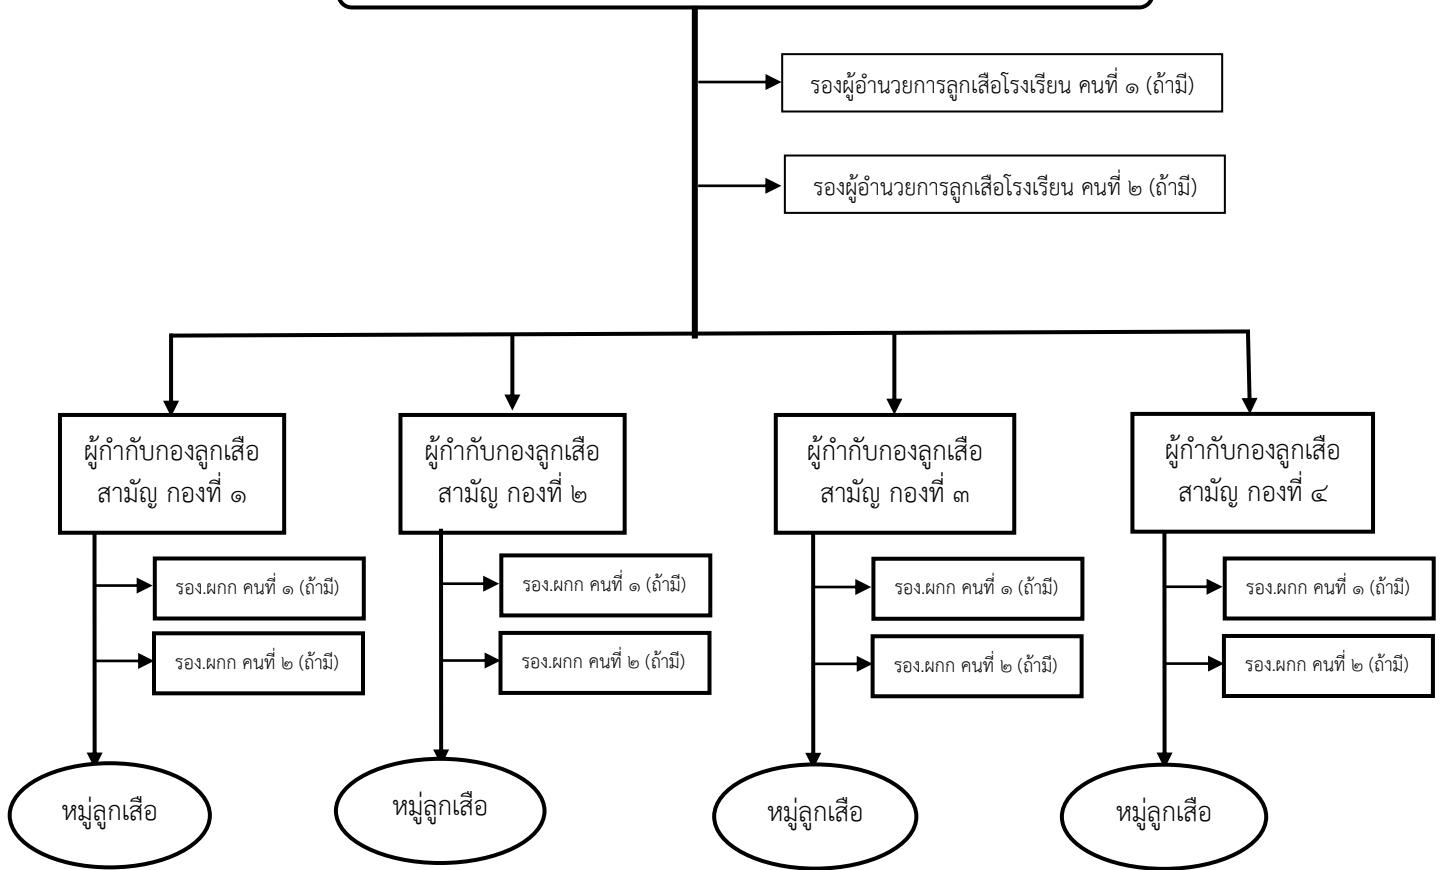 รองผู้อำนวยการลูกเสือโรงเรียน คนที่ ๑ (ถ้ามี)
รองผู้อำนวยการลูกเสือโรงเรียน คนที่ ๒ (ถ้ามี)
ผู้กำกับกองลูกเสือ
สามัญ กองที่ ๑
ผู้กำกับกองลูกเสือ
สามัญ กองที่ ๒
ผู้กำกับกองลูกเสือ
สามัญ กองที่ ๓
ผู้กำกับกองลูกเสือ
สามัญ กองที่ ๔
รอง.ผกก คนที่ ๑ (ถ้ามี)
รอง.ผกก คนที่ ๑ (ถ้ามี)
รอง.ผกก คนที่ ๑ (ถ้ามี)
รอง.ผกก คนที่ ๑ (ถ้ามี)
รอง.ผกก คนที่ ๒ (ถ้ามี)
รอง.ผกก คนที่ ๒ (ถ้ามี)
รอง.ผกก คนที่ ๒ (ถ้ามี)
รอง.ผกก คนที่ ๒ (ถ้ามี)
หมู่ลูกเสือ
หมู่ลูกเสือ
หมู่ลูกเสือ
หมู่ลูกเสือ